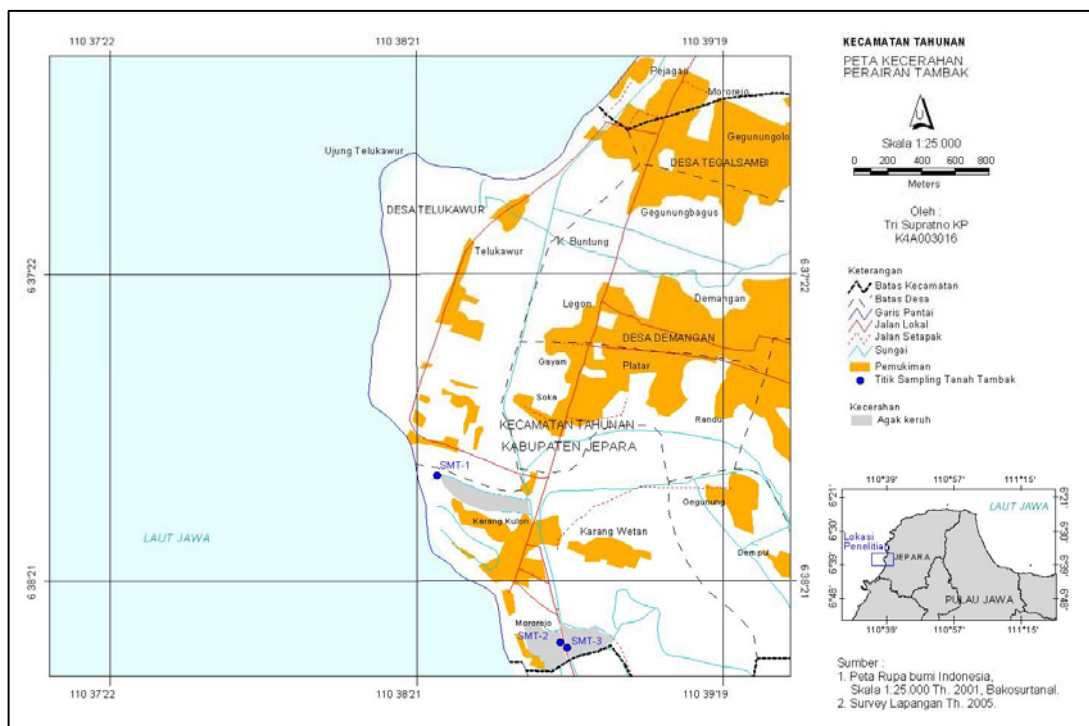 110 37'22
110 38'21
110 39'19
KECAMATAN TAHUNAN
PETA KECERAHAN
PERAIRAN TAMBAK
U
Skala 1:25.000
0 200 400 600 800
Meters
Oleh :
Tri Supratno KP
K4A003016
Keterangan
Batas Kecamatan
Batas Desa
Garis Pantai
Jalan Lokal
Jalan Setapak
Sungai
Pemukiman
Titik Sampling Tanah Tambak
Kecerahan
Agak keruh
Pejagan
Mororejo
Gegunungolo
Ujung Telukawur
DESA TEGALSAMBI
DESA TELUKAWUR
Gegunungbagus
K. Buntung
Telukawur
6 37'22
6 37'22
Legon
Demangan
DESA DEMANGAN
Gayam
Platar
Soka
Randu
KECAMATAN TAHUNAN –
KABUPATEN JEPARA
SMT-1
Gegunung
Karang Kulon
Karang Wetan
LAUT JAWA
Dempul
6 38'21
6 38'21
Mororejo
SMT-2
SMT-3
110 37'22
110 38'21
110 39'19
110°39'
110°57'
111°15'
6°21'
6°21'
LAUT JAWA
6°30'
6°30'
Lokasi
Penelitian
JEPARA
6°39'
6°39'
6°48'
6°48'
PULAU JAWA
110°39'
110°57'
111°15'
Sumber :
1. Peta Rupa bumi Indonesia,
Skala 1:25.000 Th. 2001, Bakosurtanal.
2. Survey Lapangan Th. 2005.